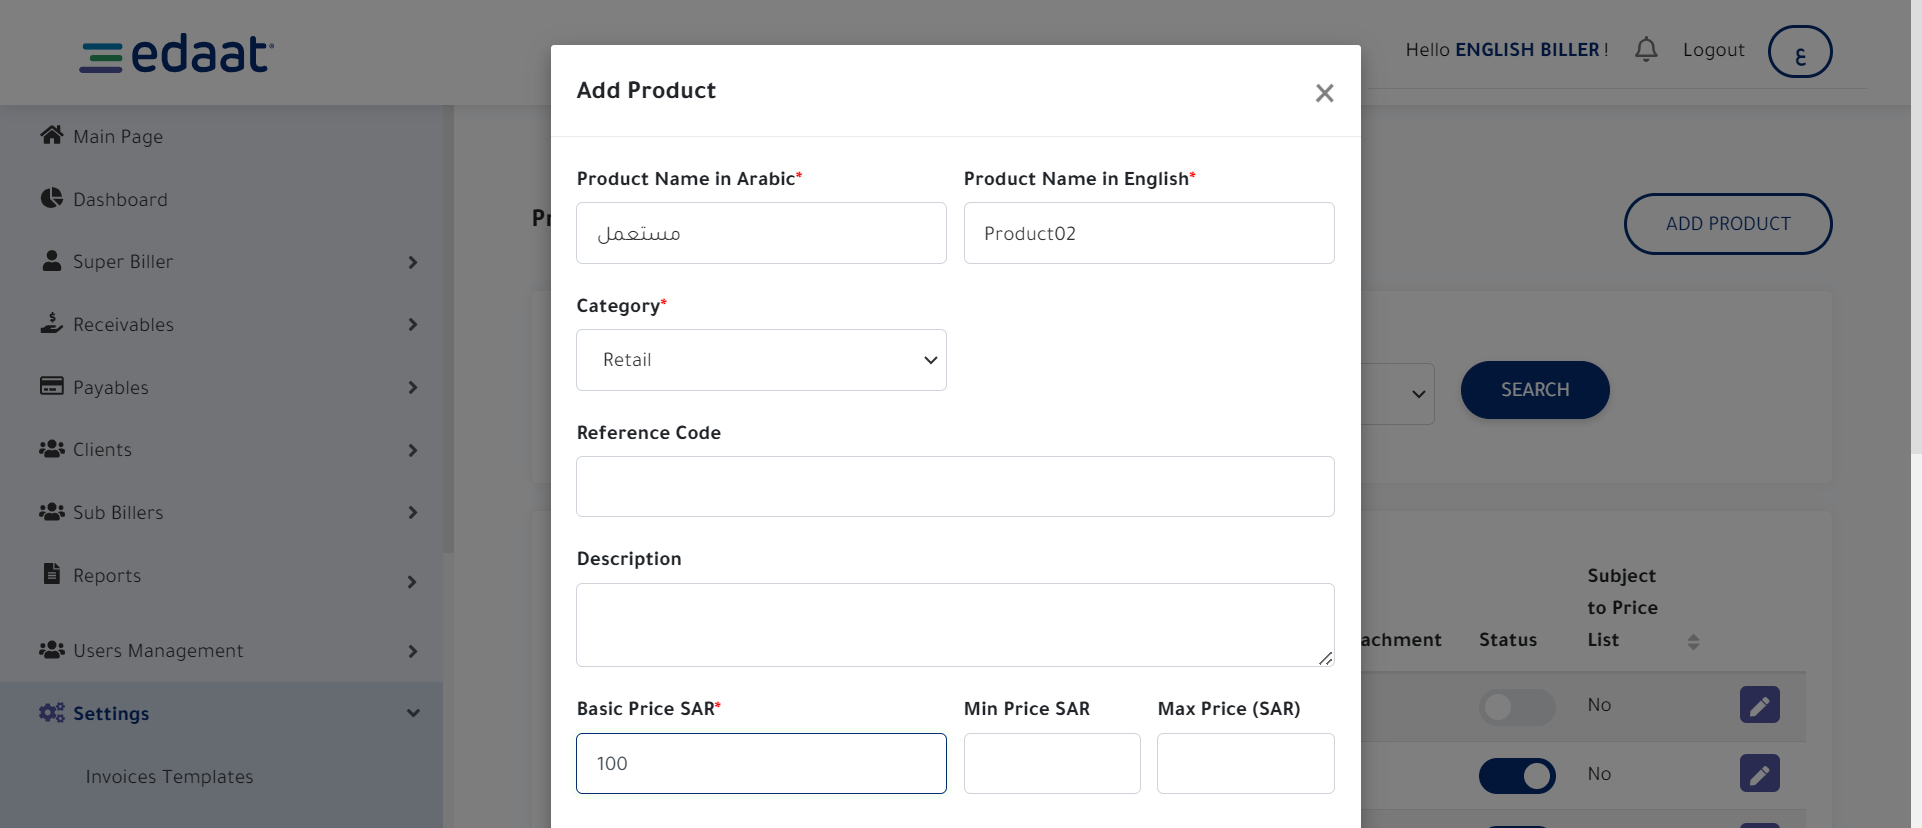 edaat
Hello ENGLISH BILLER !
Logout
ع
Main Page
Dashboard
Super Biller
Receivables
Payables
Clients
Sub Billers
Reports
Users Management
Settings
Invoices Templates
ADD PRODUCT
SEARCH
Add Product
Product Name in Arabic*
Product Name in English*
مستعمل
Product02
Category*
Retail
Reference Code
Description
Basic Price SAR*
Min Price SAR
Max Price (SAR)
100
Status
Subject
to Price
List
No
No